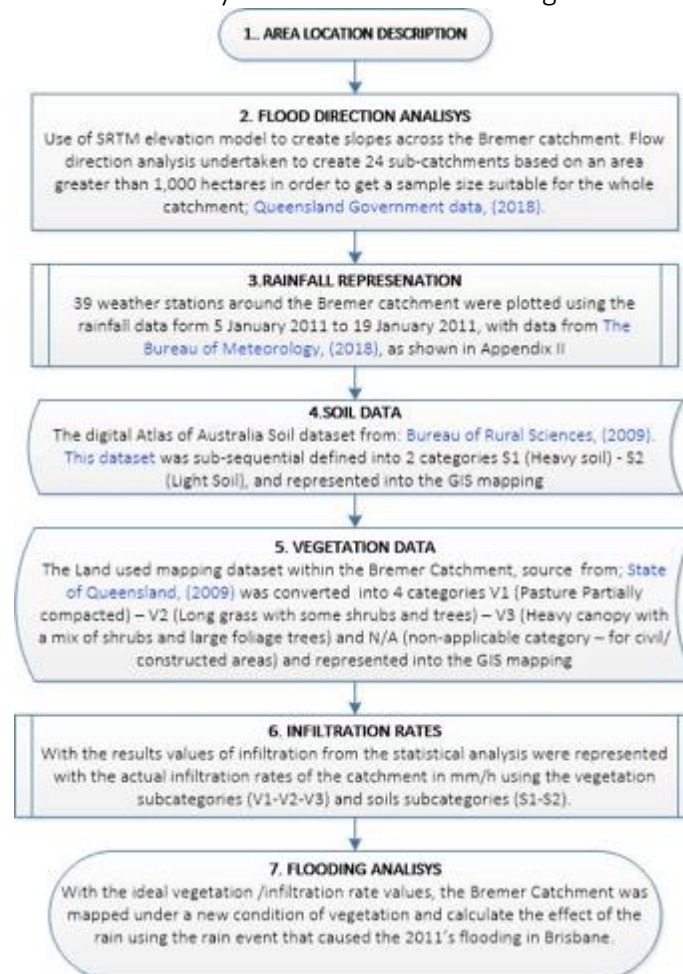 1.. AREA LOCATION DESCRIPTION
2. FLOOD DIRECTION ANALISYS
Use of SRTM elevation model to create slopes across the Bremer catchment. Flow
direction analysis undertaken to create 24 sub-catchments based on an area
greater than 1,000 hectares in order to get a sample size suitable for the whole
catchment; Queensland Government data, (2018).
3.RAINFALL REPRESENATION
39 weather stations around the Bremer catchment were plotted using the
rainfall data form 5 January 2011 to 19 January 2011, with data from The
Bureau of Meteorology, (2018), as shown in Appendix II
4.SOIL DATA
The digital Atlas of Australia Soil dataset from: Bureau of Rural Sciences, (2009).
This dataset was sub-sequential defined into 2 categories S1 (Heavy soil) - S2
(Light Soil), and represented into the GIS mapping
5. VEGETATION DATA
The Land used mapping dataset within the Bremer Catchment, source from; State
of Queensland, (2009) was converted into 4 categories V1 (Pasture Partially
compacted) – V2 (Long grass with some shrubs and trees) – V3 (Heavy canopy with
a mix of shrubs and large foliage trees) and N/A (non-applicable category – for civil/
constructed areas) and represented into the GIS mapping
6. INFILTRATION RATES
With the results values of infiltration from the statistical analysis were represented
with the actual infiltration rates of the catchment in mm/h using the vegetation
subcategories (V1-V2-V3) and soils subcategories (S1-S2).
7. FLOODING ANALISYS
With the ideal vegetation /infiltration rate values, the Bremer Catchment was
mapped under a new condition of vegetation and calculate the effect of the
rain using the rain event that caused the 2011's flooding in Brisbane.